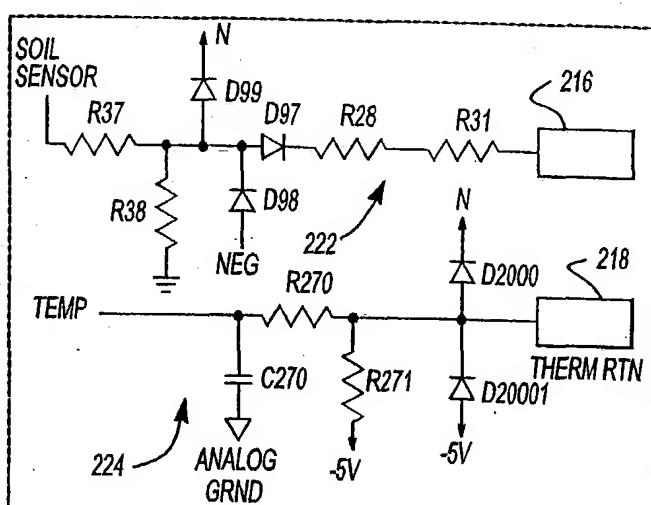 N
SOIL
SENSOR
D99
216
R37
D97
R28
R31
R38
D98
NEG
222
N
R270
D2000
218
TEMP
C270
R271
D20001
THERM RTN
224
ANALOG
GRND
-5V
-5V